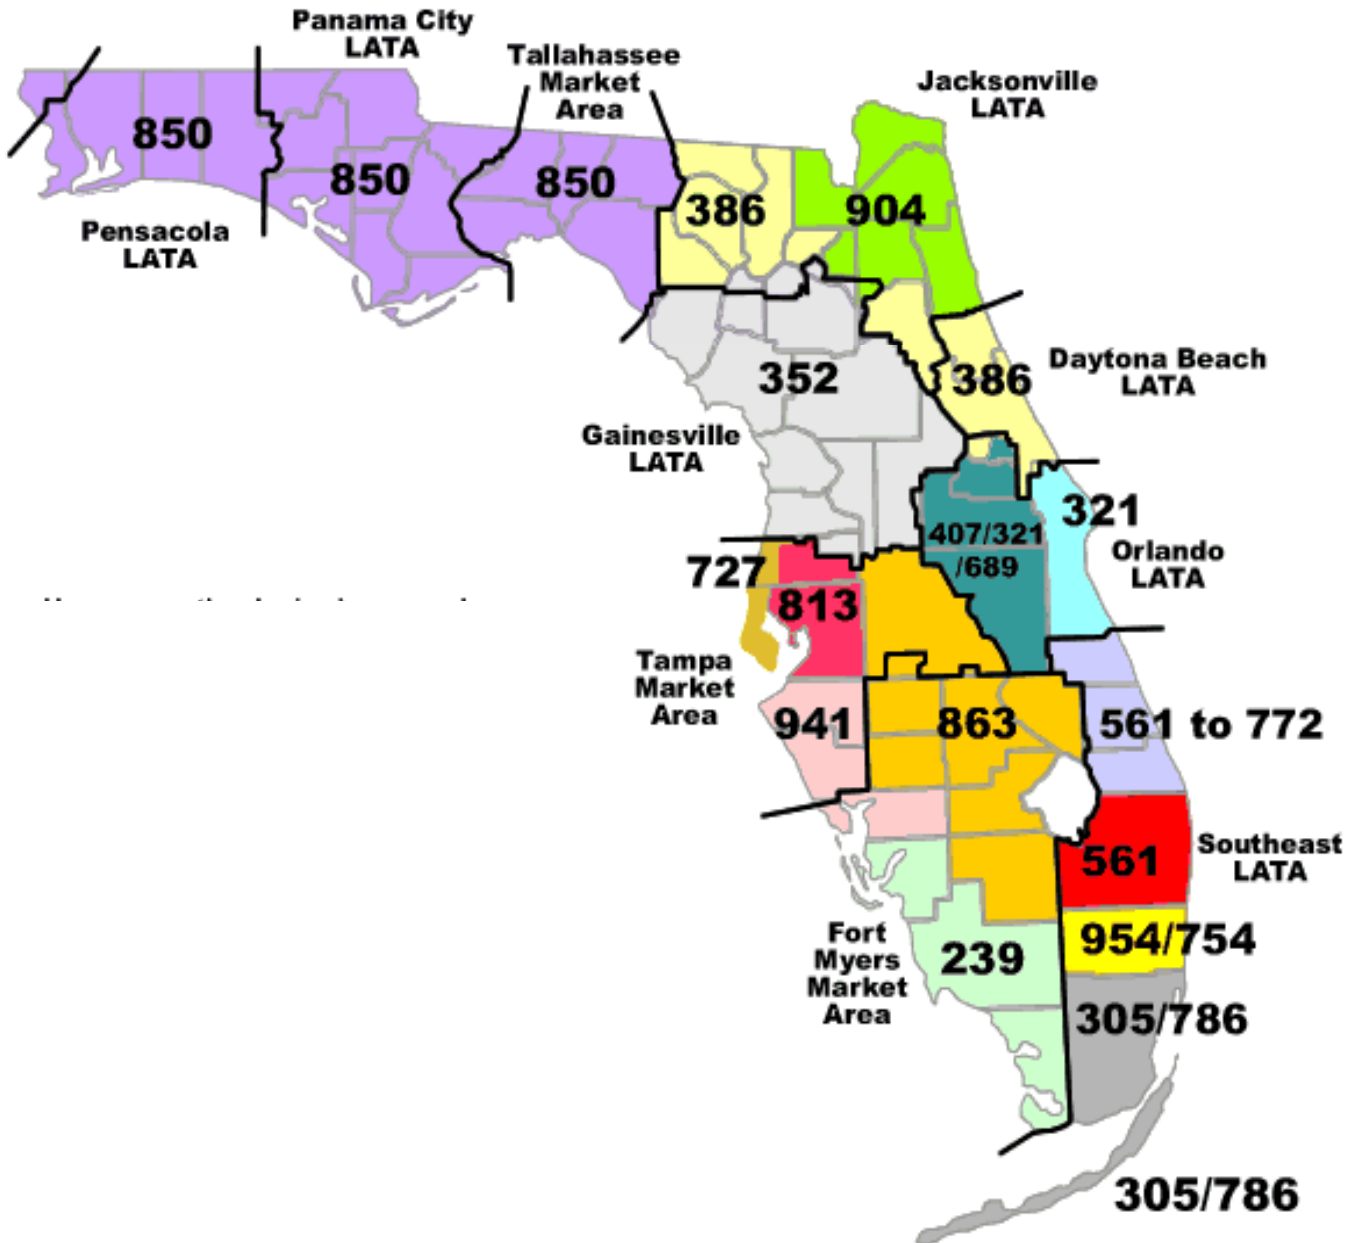 Panama City
LATA
Tallahassee
Market
Area
Jacksonville
LATA
850
850
850
386
904
Pensacola
LATA
352
386
Daytona Beach
LATA
Gainesville
LATA
321
407/321
/689
Orlando
LATA
727
813
Tampa
Market
Area
941
863
561 to 772
561
Southeast
LATA
Fort
Myers
Market
Area
239
954/754
305/786
305/786